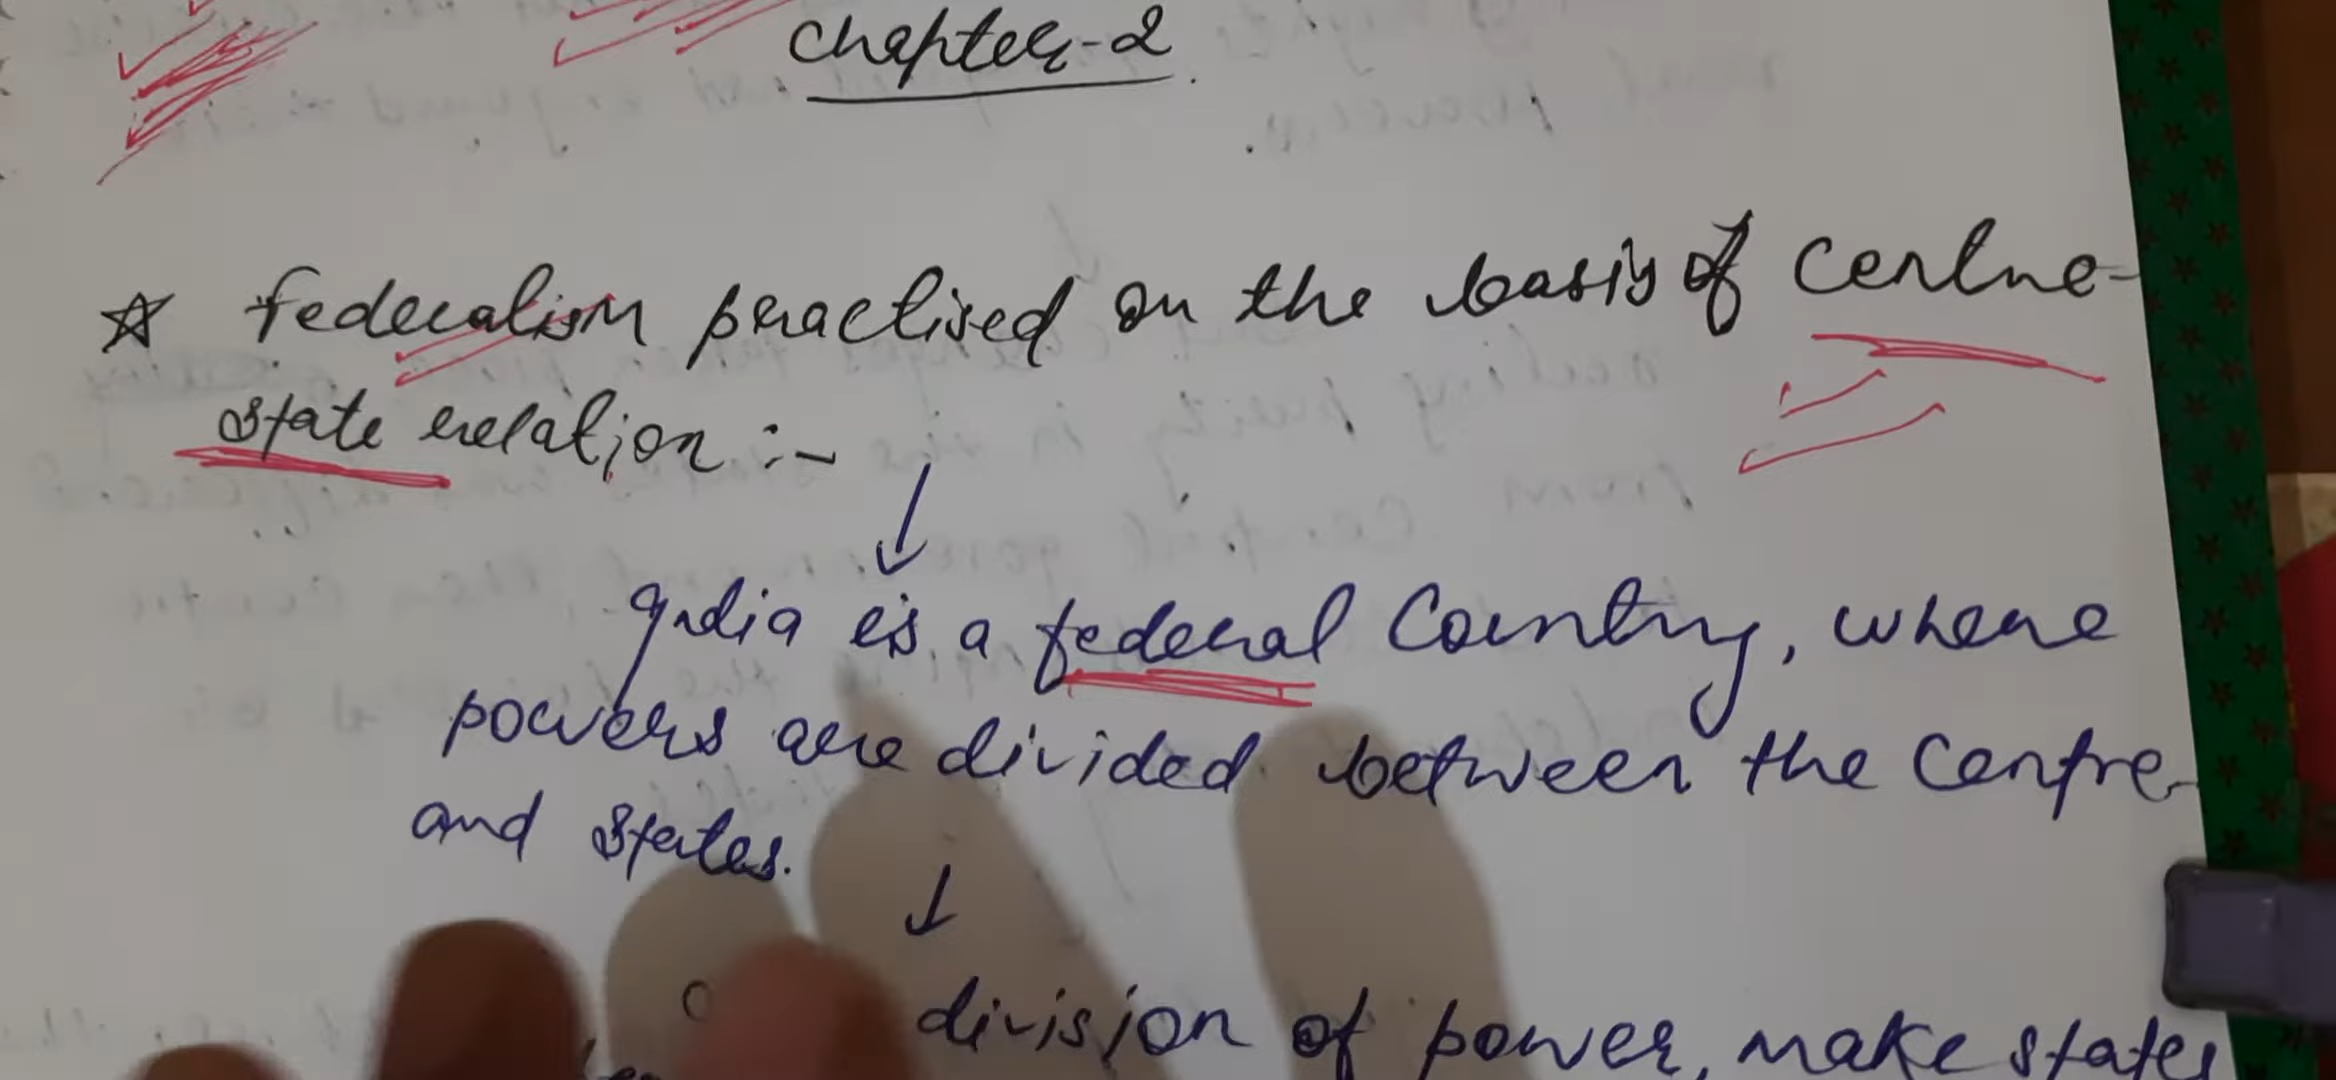 Chapter-2
☆ Federalism practised on the basis of Centre-
state relation :-
↓
India is a federal Country, where
powers are divided between the Centre
and states.
↓
division of power, make states